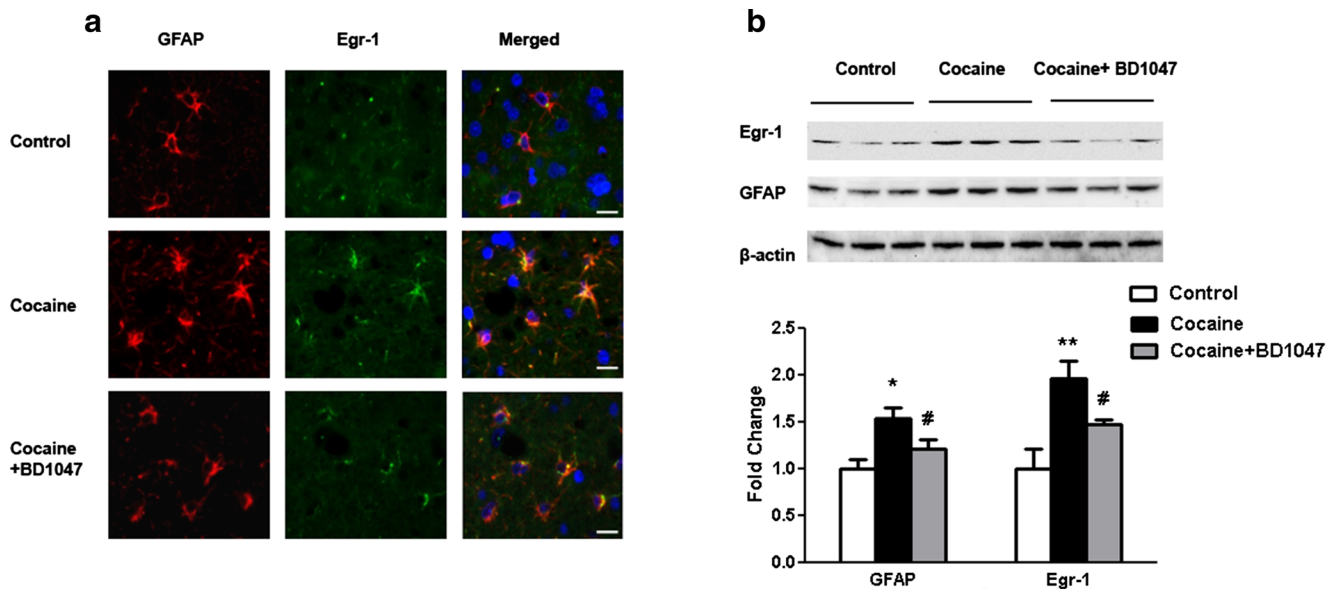 a
GFAP Egr-1 Merged
Control
Cocaine
Cocaine
+BD1047
b
Control Cocaine Cocaine+ BD1047
Egr-1
GFAP
β-actin
Control
Cocaine
Cocaine+BD1047
Fold Change
2.5
2.0
1.5
1.0
0.5
0.0
* #
** #
GFAP Egr-1